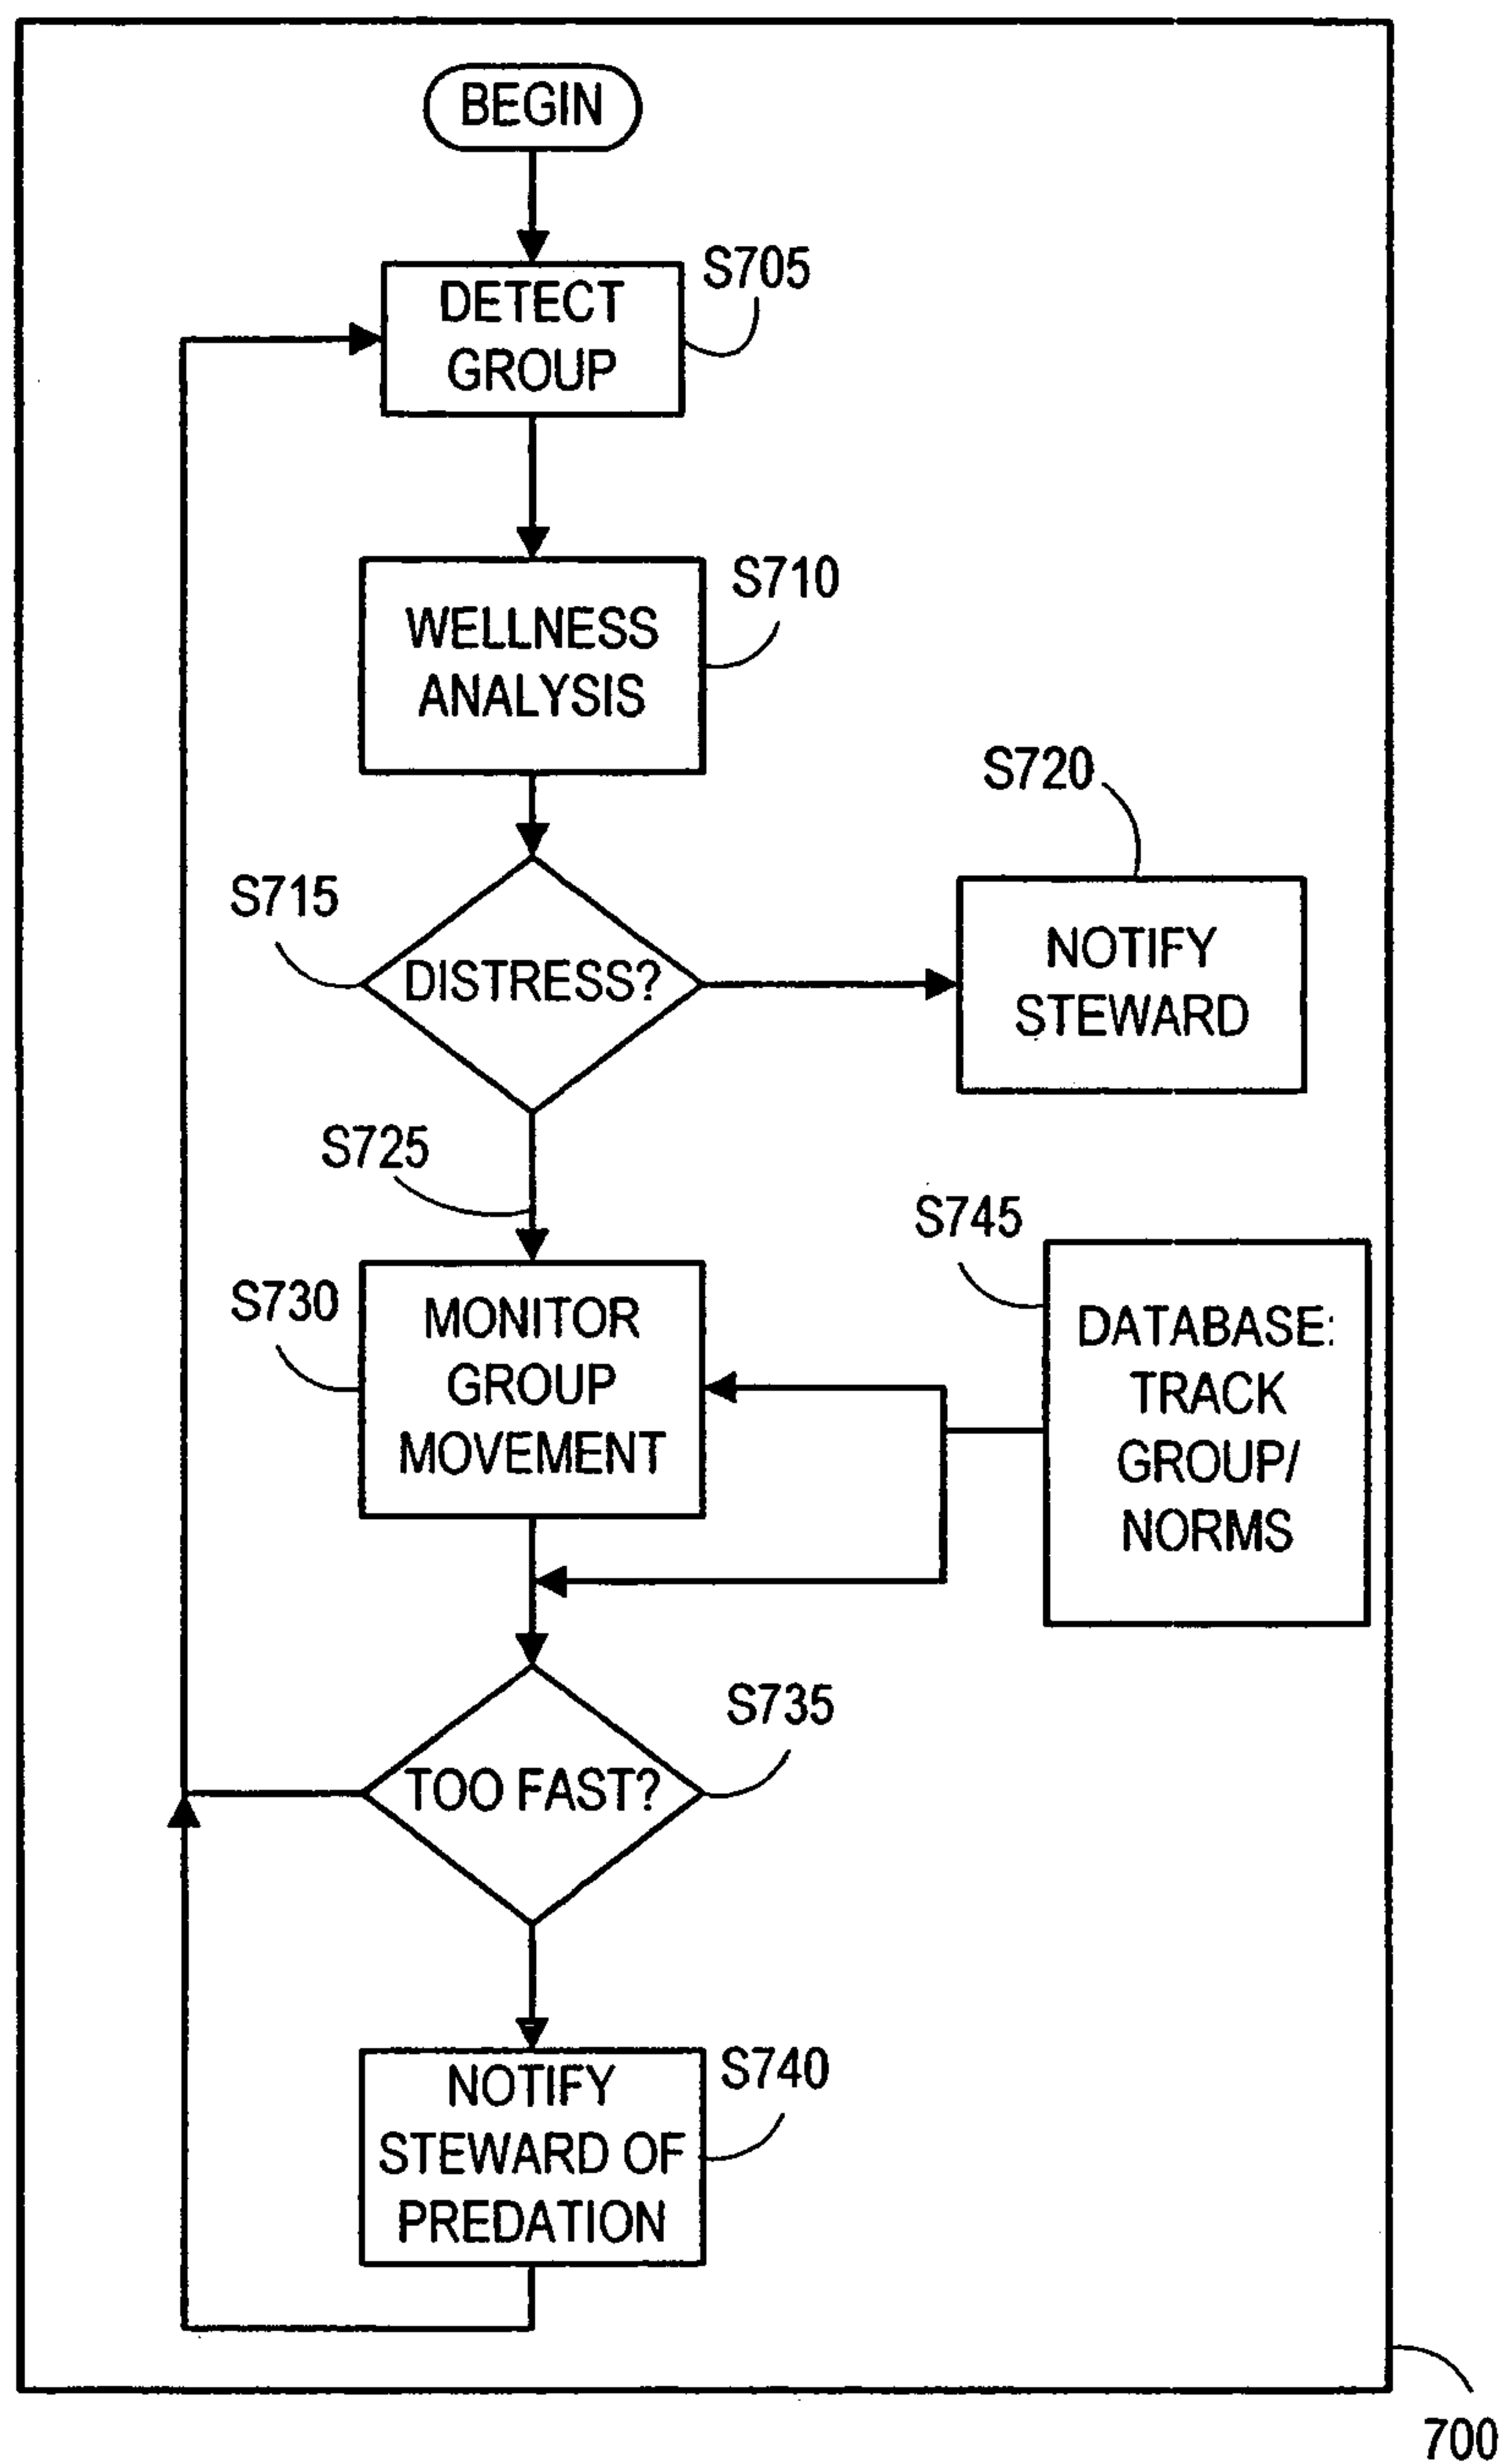 BEGIN
S705
DETECT
GROUP
S710
WELLNESS
ANALYSIS
S720
S715
DISTRESS?
NOTIFY
STEWARD
S725
S745
S730
MONITOR
GROUP
MOVEMENT
DATABASE:
TRACK
GROUP/
NORMS
S735
TOO FAST?
S740
NOTIFY
STEWARD OF
PREDATION
700